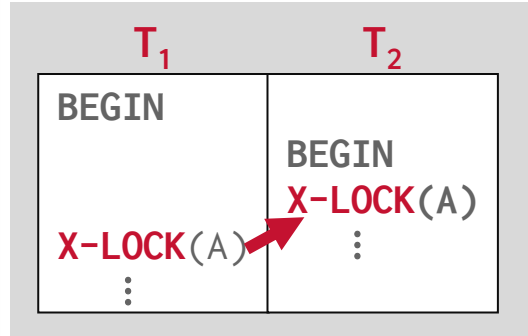 T₁ T₂
BEGIN
BEGIN
X-LOCK(A)
X-LOCK(A)
⋮
⋮